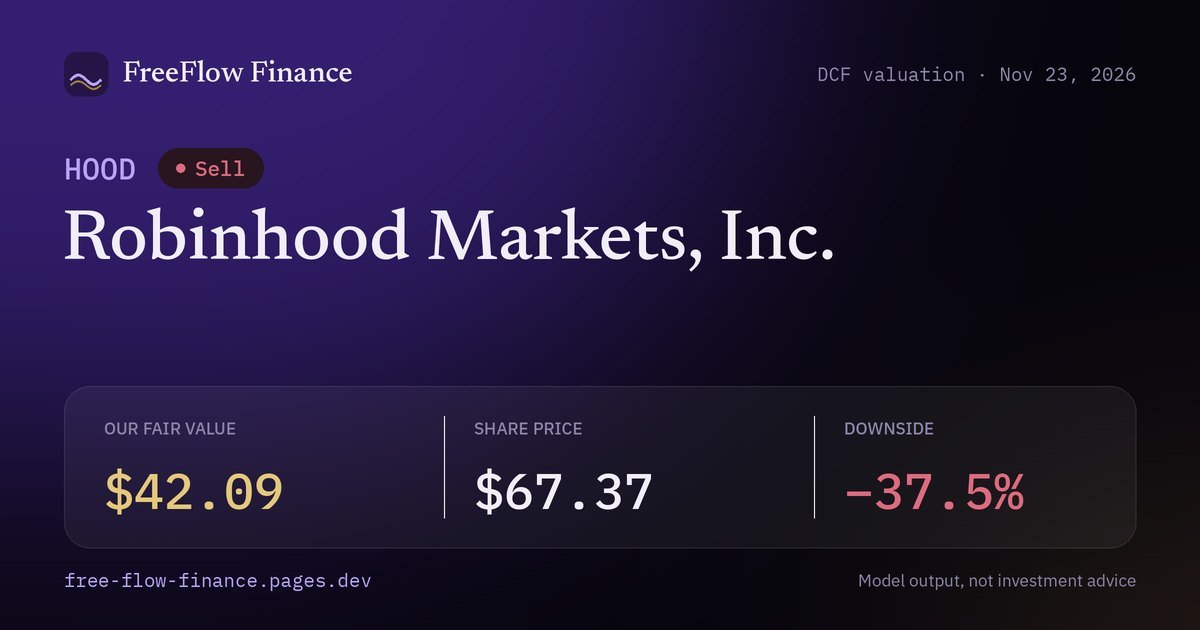 FreeFlow Finance
DCF valuation · Nov 23, 2026
HOOD
Sell
Robinhood Markets, Inc.
OUR FAIR VALUE
SHARE PRICE
DOWNSIDE
$42.09
$67.37
−37.5%
free-flow-finance.pages.dev
Model output, not investment advice